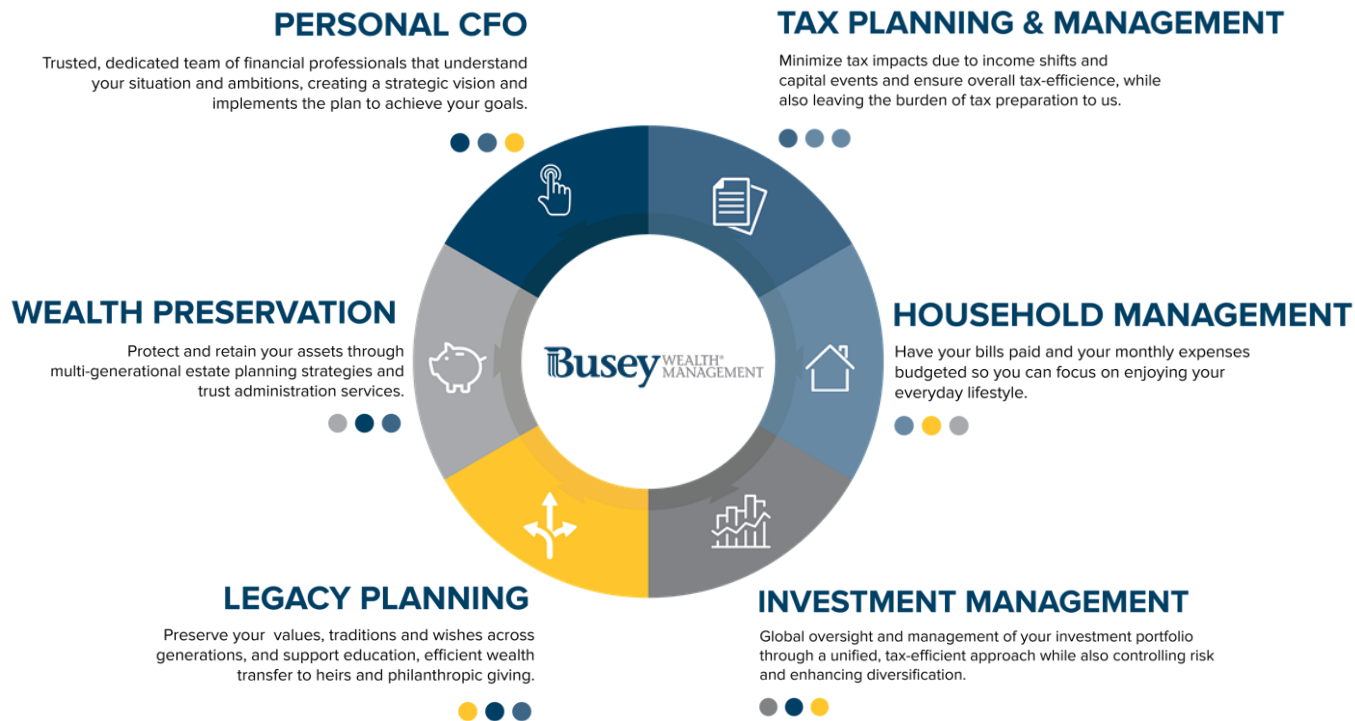 PERSONAL CFO
Trusted, dedicated team of financial professionals that understand
your situation and ambitions, creating a strategic vision and
implements the plan to achieve your goals.
TAX PLANNING & MANAGEMENT
Minimize tax impacts due to income shifts and
capital events and ensure overall tax-efficience, while
also leaving the burden of tax preparation to us.
WEALTH PRESERVATION
Protect and retain your assets through
multi-generational estate planning strategies and
trust administration services.
Busey WEALTH®
MANAGEMENT
HOUSEHOLD MANAGEMENT
Have your bills paid and your monthly expenses
budgeted so you can focus on enjoying your
everyday lifestyle.
LEGACY PLANNING
Preserve your values, traditions and wishes across
generations, and support education, efficient wealth
transfer to heirs and philanthropic giving.
INVESTMENT MANAGEMENT
Global oversight and management of your investment portfolio
through a unified, tax-efficient approach while also controlling risk
and enhancing diversification.